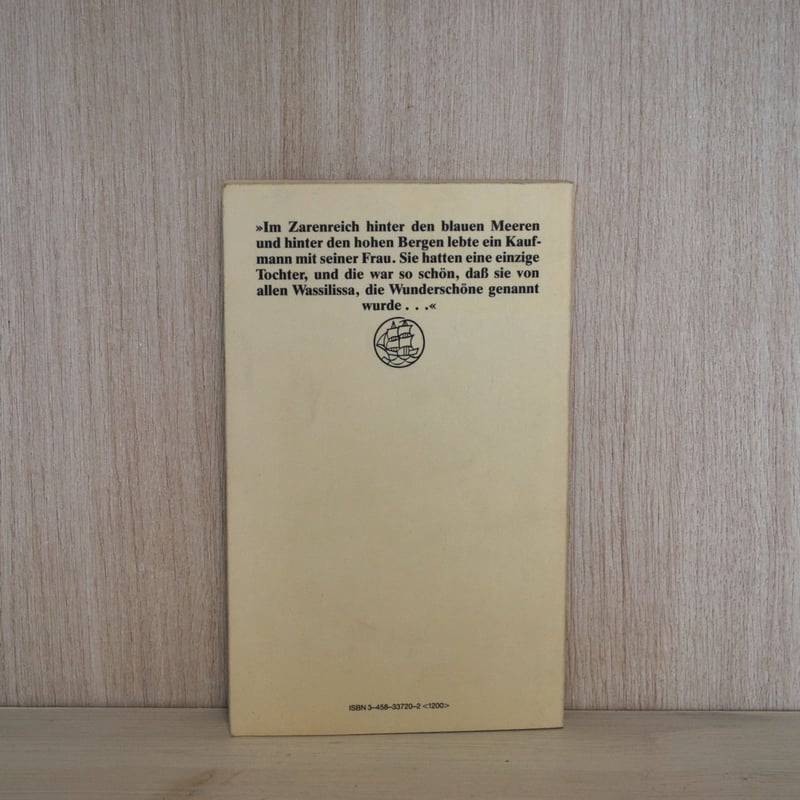 »Im Zarenreich hinter den blauen Meeren
und hinter den hohen Bergen lebte ein Kauf-
mann mit seiner Frau. Sie hatten eine einzige
Tochter, und die war so schön, daß sie von
allen Wassilissa, die Wunderschöne genannt
wurde . . .«
ISBN 3–458–33720–2 <1200>